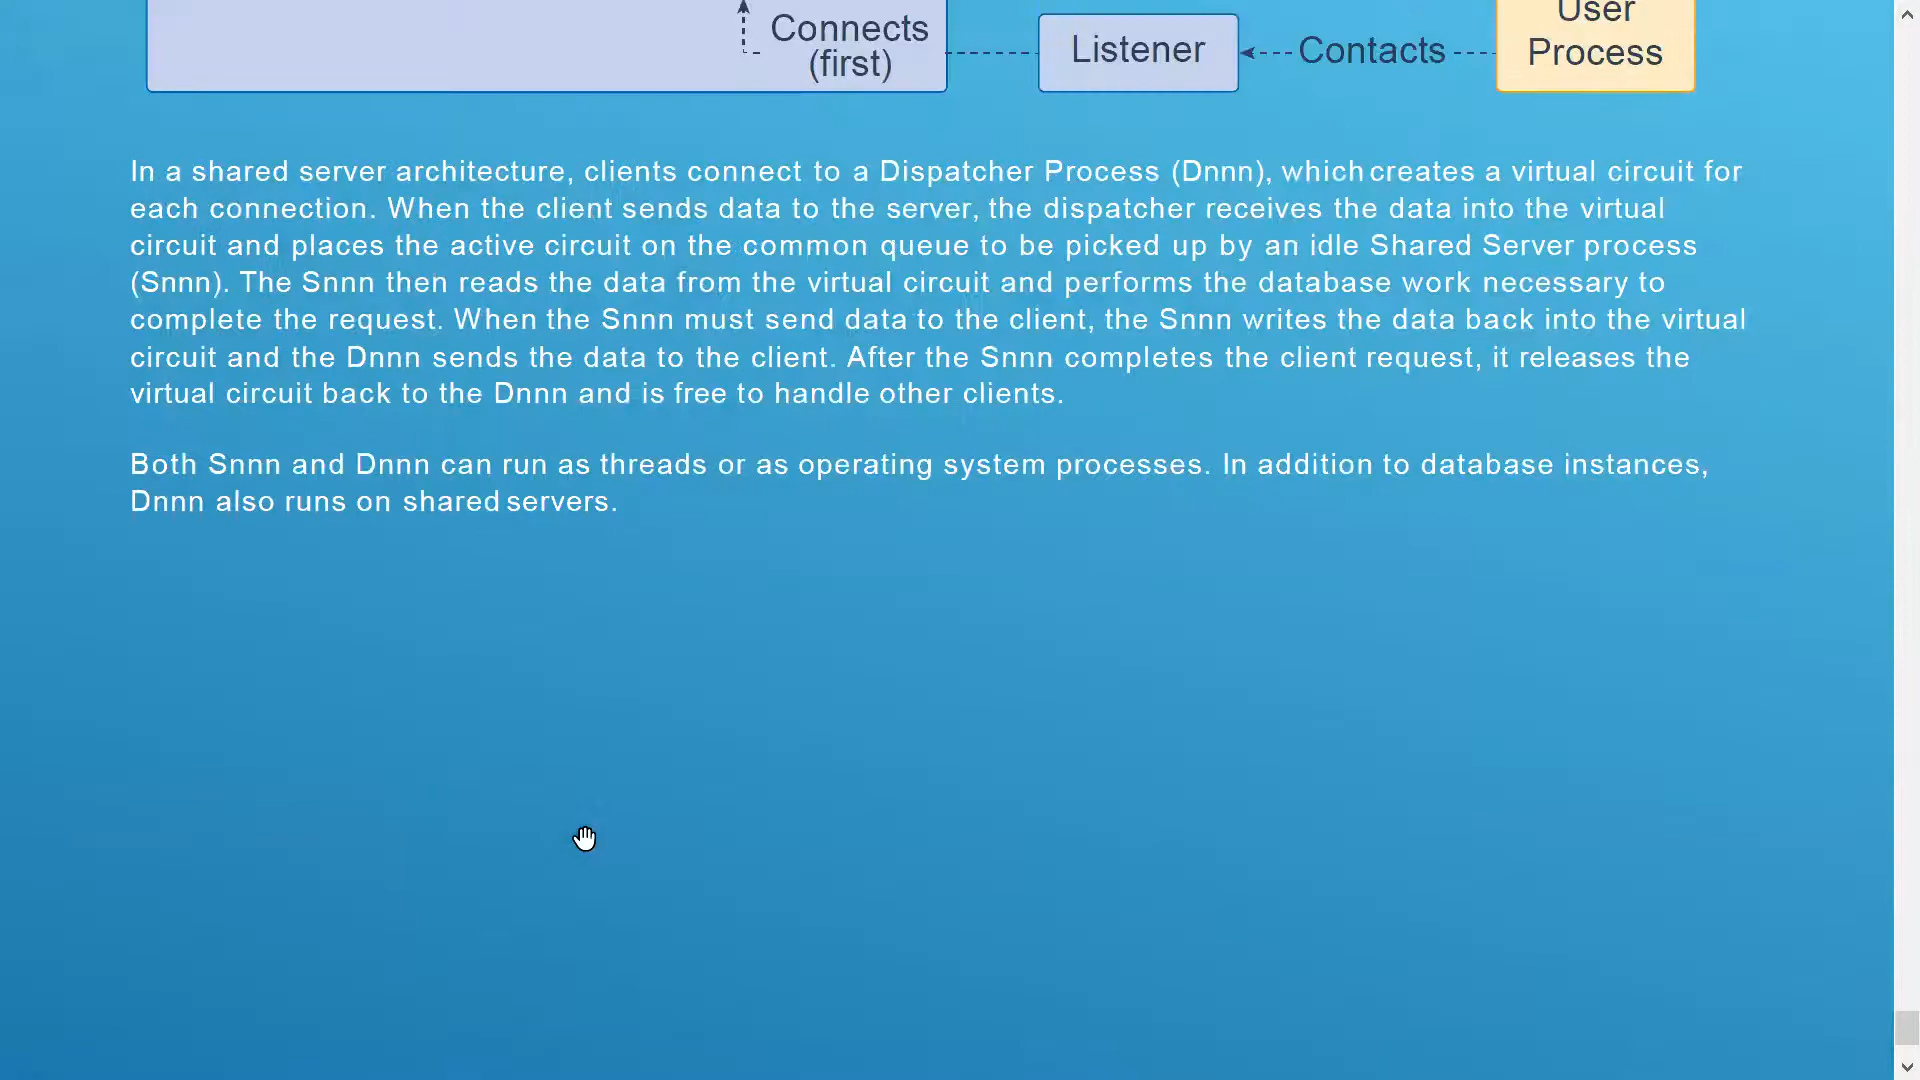 User
Connects
(first)
Listener
Contacts
Process
In a shared server architecture, clients connect to a Dispatcher Process (Dnnn), which creates a virtual circuit for
each connection. When the client sends data to the server, the dispatcher receives the data into the virtual
circuit and places the active circuit on the common queue to be picked up by an idle Shared Server process
(Snnn). The Snnn then reads the data from the virtual circuit and performs the database work necessary to
complete the request. When the Snnn must send data to the client, the Snnn writes the data back into the virtual
circuit and the Dnnn sends the data to the client. After the Snnn completes the client request, it releases the
virtual circuit back to the Dnnn and is free to handle other clients.
Both Snnn and Dnnn can run as threads or as operating system processes. In addition to database instances,
Dnnn also runs on shared servers.